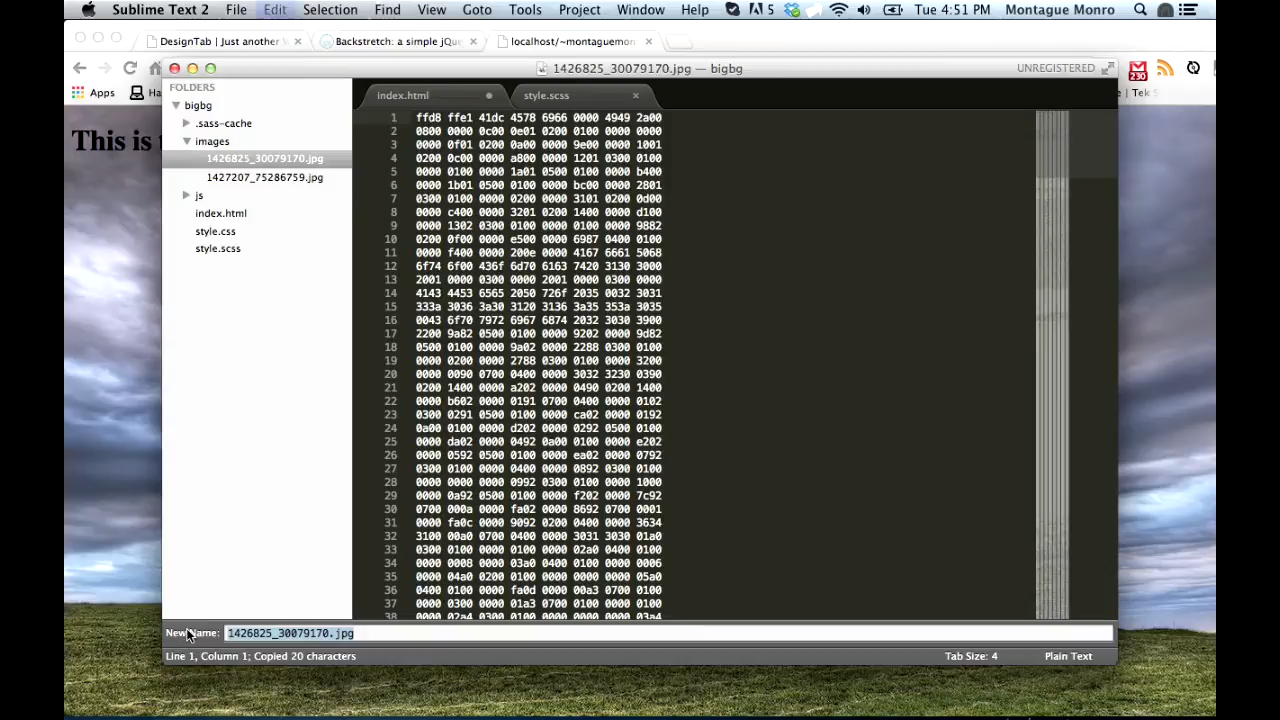 Sublime Text 2 File Edit Selection Find View Goto Tools Project Window Help 5 Tue 4:51 PM Montague Monro
DesignTab | Just another Backstretch: a simple jQue localhost/~montaguemon
1426825_30079170.jpg — bigbg UNREGISTERED
230
Apps Ha Tek S
FOLDERS
bigbg
.sass-cache
images
1426825_30079170.jpg
1427207_75286759.jpg
js
index.html
style.css
style.scss
This is t
index.html style.scss
1 ffd8 ffe1 41dc 4578 6966 0000 4949 2a00
2 0800 0000 0c00 0e01 0200 0100 0000 0000
3 0000 0f01 0200 0a00 0000 9e00 0000 1001
4 0200 0c00 0000 a800 0000 1201 0300 0100
5 0000 0100 0000 1a01 0500 0100 0000 b400
6 0000 1b01 0500 0100 0000 bc00 0000 2801
7 0300 0100 0000 0200 0000 3101 0200 0d00
8 0000 c400 0000 3201 0200 1400 0000 d100
9 0000 1302 0300 0100 0000 0100 0000 9882
10 0200 0f00 0000 e500 0000 6987 0400 0100
11 0000 f400 0000 200e 0000 4167 6661 5068
12 6f74 6f00 436f 6d70 6163 7420 3130 3000
13 2001 0000 0300 0000 2001 0000 0300 0000
14 4143 4453 6565 2050 726f 2035 0032 3031
15 333a 3036 3a30 3120 3136 3a35 353a 3035
16 0043 6f70 7972 6967 6874 2032 3030 3900
17 2200 9a82 0500 0100 0000 9202 0000 9d82
18 0500 0100 0000 9a02 0000 2288 0300 0100
19 0000 0200 0000 2788 0300 0100 0000 3200
20 0000 0090 0700 0400 0000 3032 3230 0390
21 0200 1400 0000 a202 0000 0490 0200 1400
22 0000 b602 0000 0191 0700 0400 0000 0102
23 0300 0291 0500 0100 0000 ca02 0000 0192
24 0a00 0100 0000 d202 0000 0292 0500 0100
25 0000 da02 0000 0492 0a00 0100 0000 e202
26 0000 0592 0500 0100 0000 ea02 0000 0792
27 0300 0100 0000 0400 0000 0892 0300 0100
28 0000 0000 0000 0992 0300 0100 0000 1000
29 0000 0a92 0500 0100 0000 f202 0000 7c92
30 0700 000a 0000 fa02 0000 8692 0700 0001
31 0000 fa0c 0000 9092 0200 0400 0000 3634
32 3100 00a0 0700 0400 0000 3031 3030 01a0
33 0300 0100 0000 0100 0000 02a0 0400 0100
34 0000 0008 0000 03a0 0400 0100 0000 0006
35 0000 04a0 0200 0100 0000 0000 0000 05a0
36 0400 0100 0000 fa0d 0000 00a3 0700 0100
37 0000 0300 0000 01a3 0700 0100 0000 0100
38 0000 02a4 0300 0100 0000 0000 0000 03a4
New Name: 1426825_30079170.jpg
Line 1, Column 1; Copied 20 characters Tab Size: 4 Plain Text